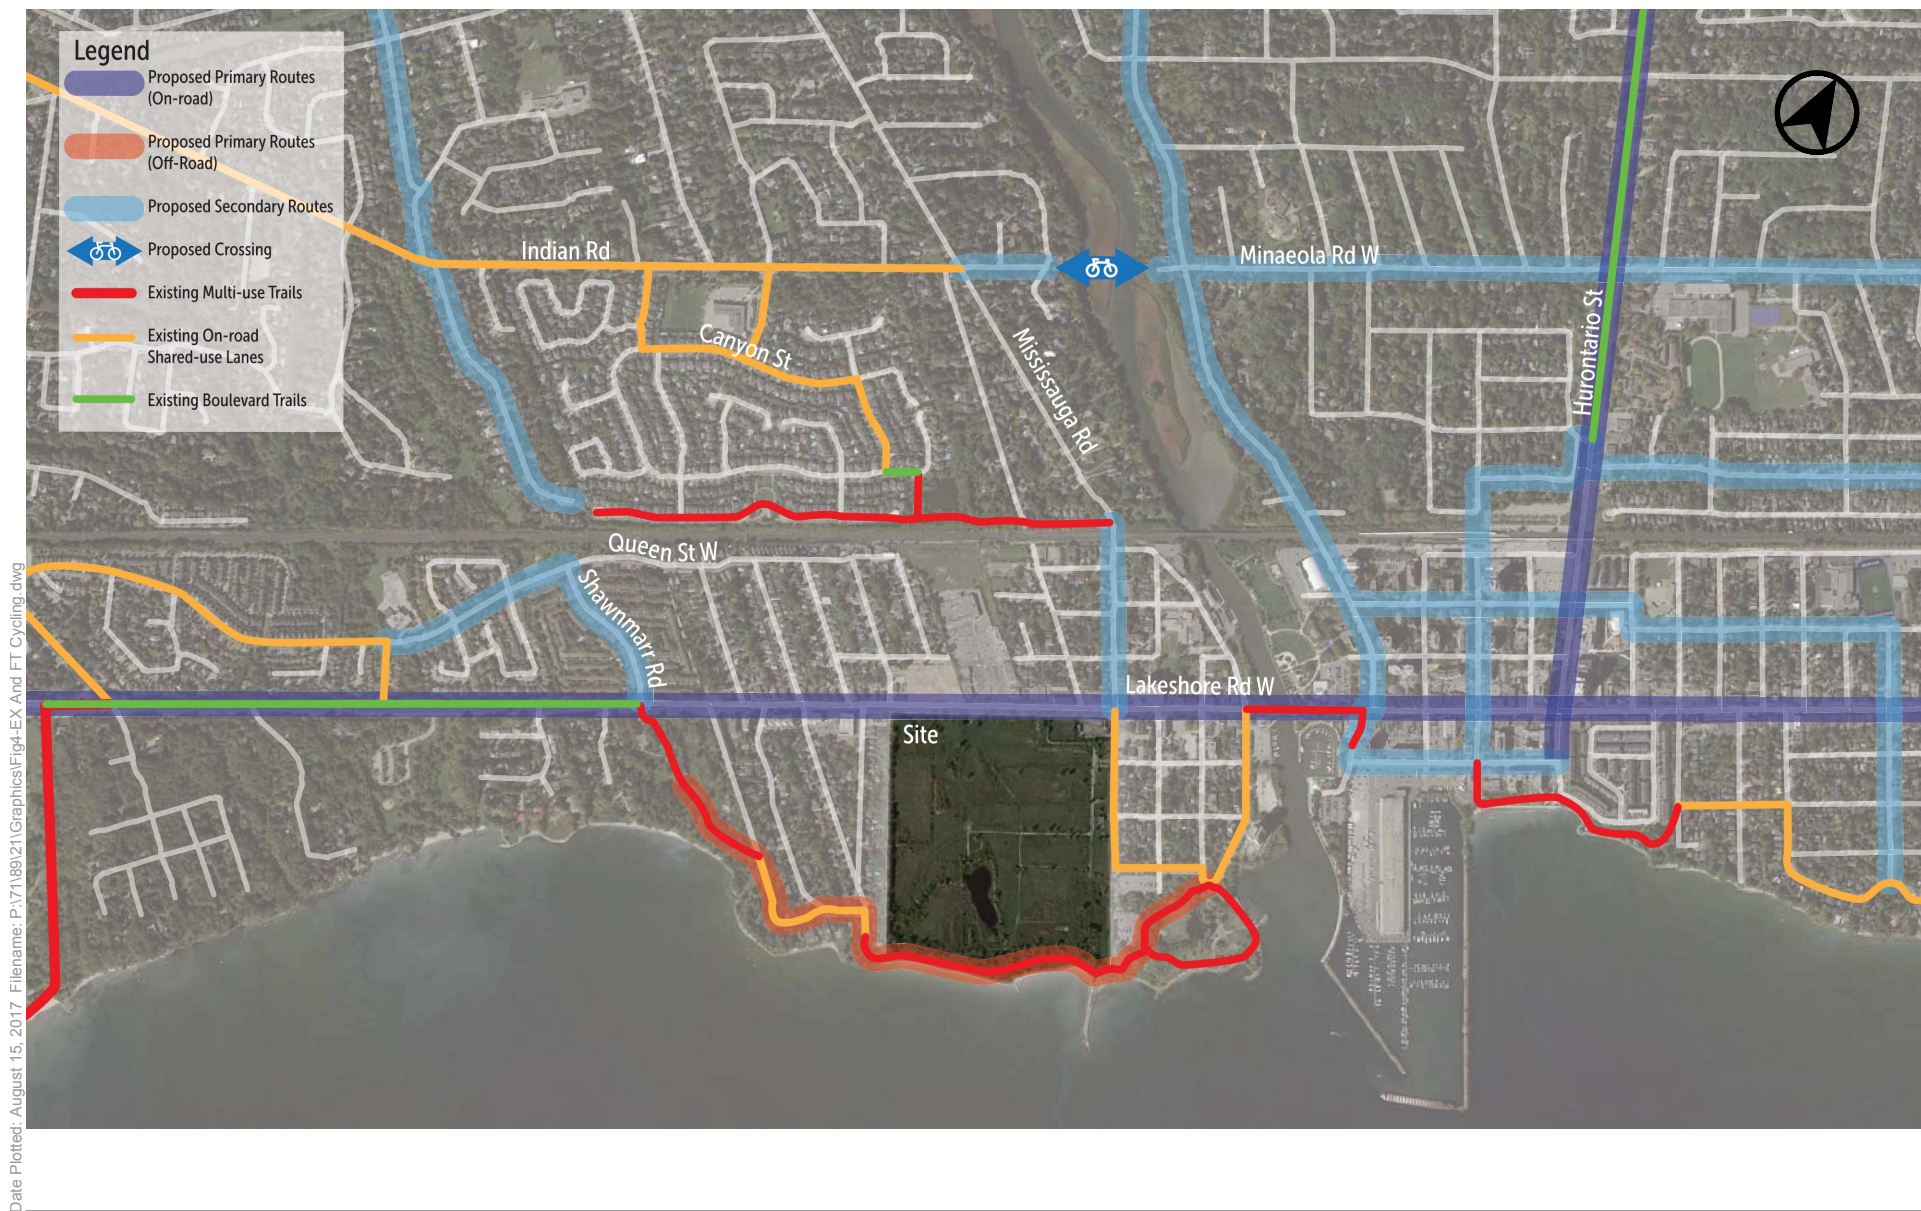 Legend
Proposed Primary Routes
(On-road)
Proposed Primary Routes
(Off-Road)
Proposed Secondary Routes
Proposed Crossing
Existing Multi-use Trails
Existing On-road
Shared-use Lanes
Existing Boulevard Trails
Indian Rd
Minaeola Rd W
Canyon St
Mississauga Rd
Hurontario St
Queen St W
Shawnmarr Rd
Lakeshore Rd W
Site
Date Plotted: August 15, 2017 Filename: P:\71\89\21\Graphics\Fig4-EX And FT Cycling.dwg